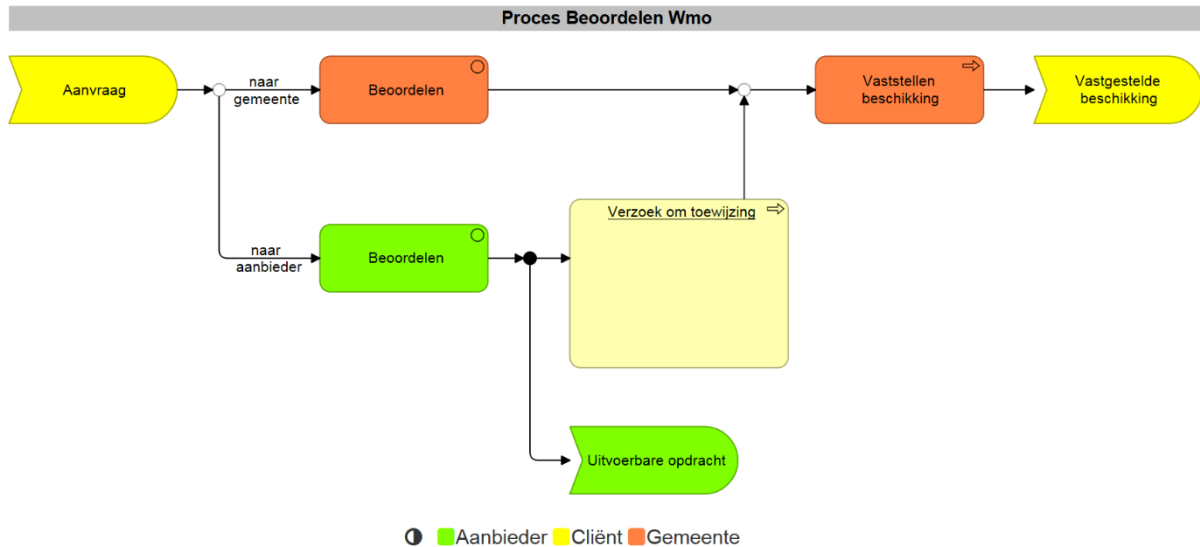 Proces Beoordelen Wmo
Aanvraag
naar
gemeente
Beoordelen
Vaststellen
beschikking
Vastgestelde
beschikking
naar
aanbieder
Beoordelen
Verzoek om toewijzing
Uitvoerbare opdracht
Aanbieder Cliënt Gemeente